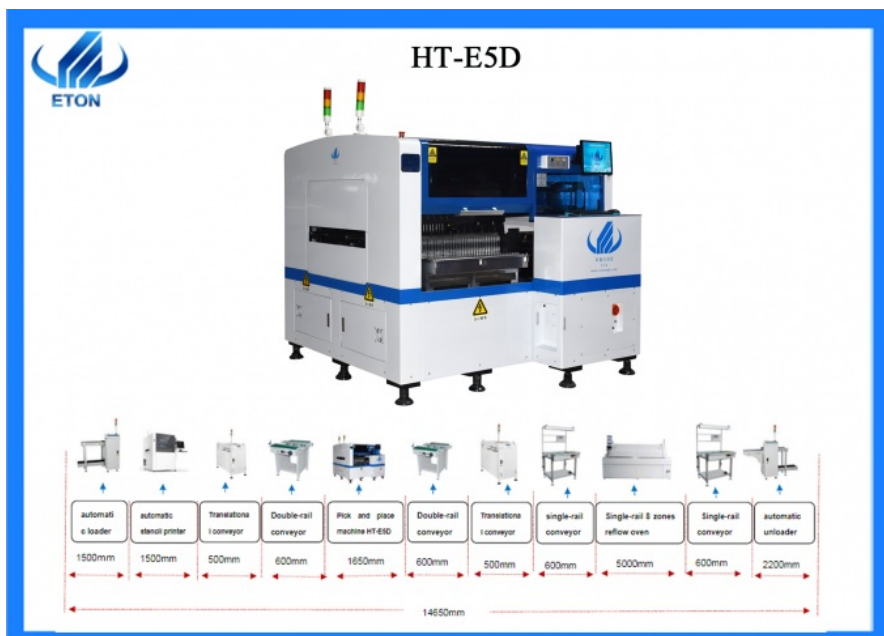 HT-E5D
ETON
automati
c loader
automatic
stencil printer
Translationa
l conveyor
Double-rail
conveyor
Pick and place
machine HT-E5D
Double-rail
conveyor
Translationa
l conveyor
single-rail
conveyor
Single-rail 8 zones
reflow oven
Single-rail
conveyor
automatic
unloader
1500mm
1500mm
500mm
600mm
1650mm
600mm
500mm
600mm
5000mm
600mm
2200mm
14650mm